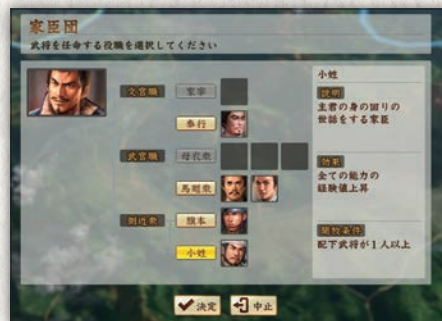 家臣団
武将を任命する役職を選択してください
文官職
家宰
奉行
武官職
母衣衆
馬廻衆
側近衆
旗本
小姓
小姓
説明
主君の身の回りの
世話をする家臣
効果
全ての能力の
経験値上昇
開放条件
配下武将が1人以上
決定
中止